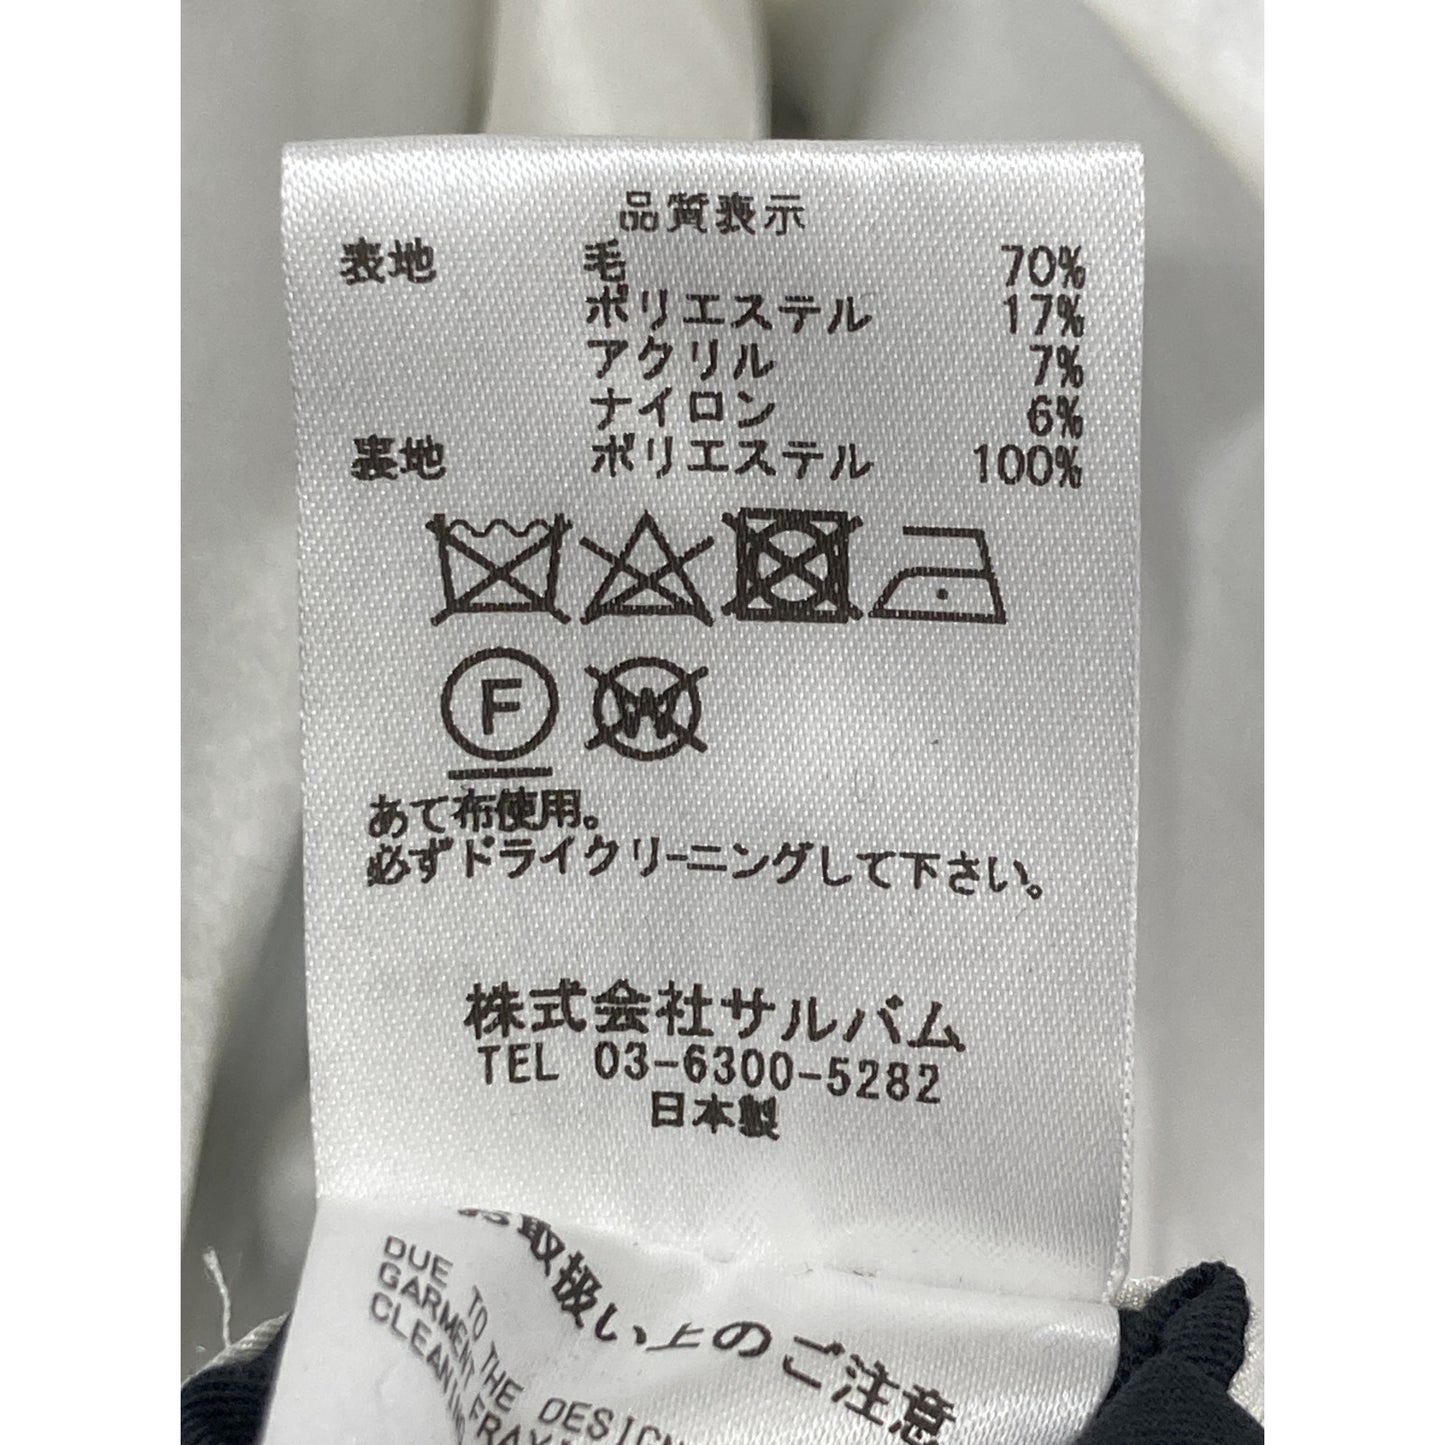 品質表示
表地 毛 70%
ポリエステル 17%
アクリル 7%
ナイロン 6%
裏地 ポリエステル 100%
F W
あて布使用。
必ずドライクリーニングして下さい。
株式会社サルバム
TEL 03-6300-5282
日本製
お取扱い上のご注意
DUE TO THE DESIGN
GARMENT
CLEANING